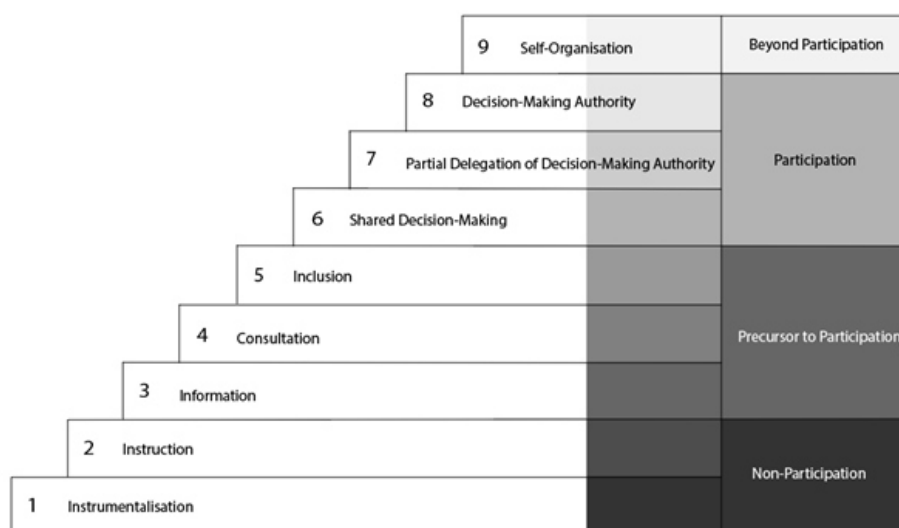 9 Self-Organisation Beyond Participation
8 Decision-Making Authority
7 Partial Delegation of Decision-Making Authority Participation
6 Shared Decision-Making
5 Inclusion
4 Consultation Precursor to Participation
3 Information
2 Instruction
Non-Participation
1 Instrumentalisation